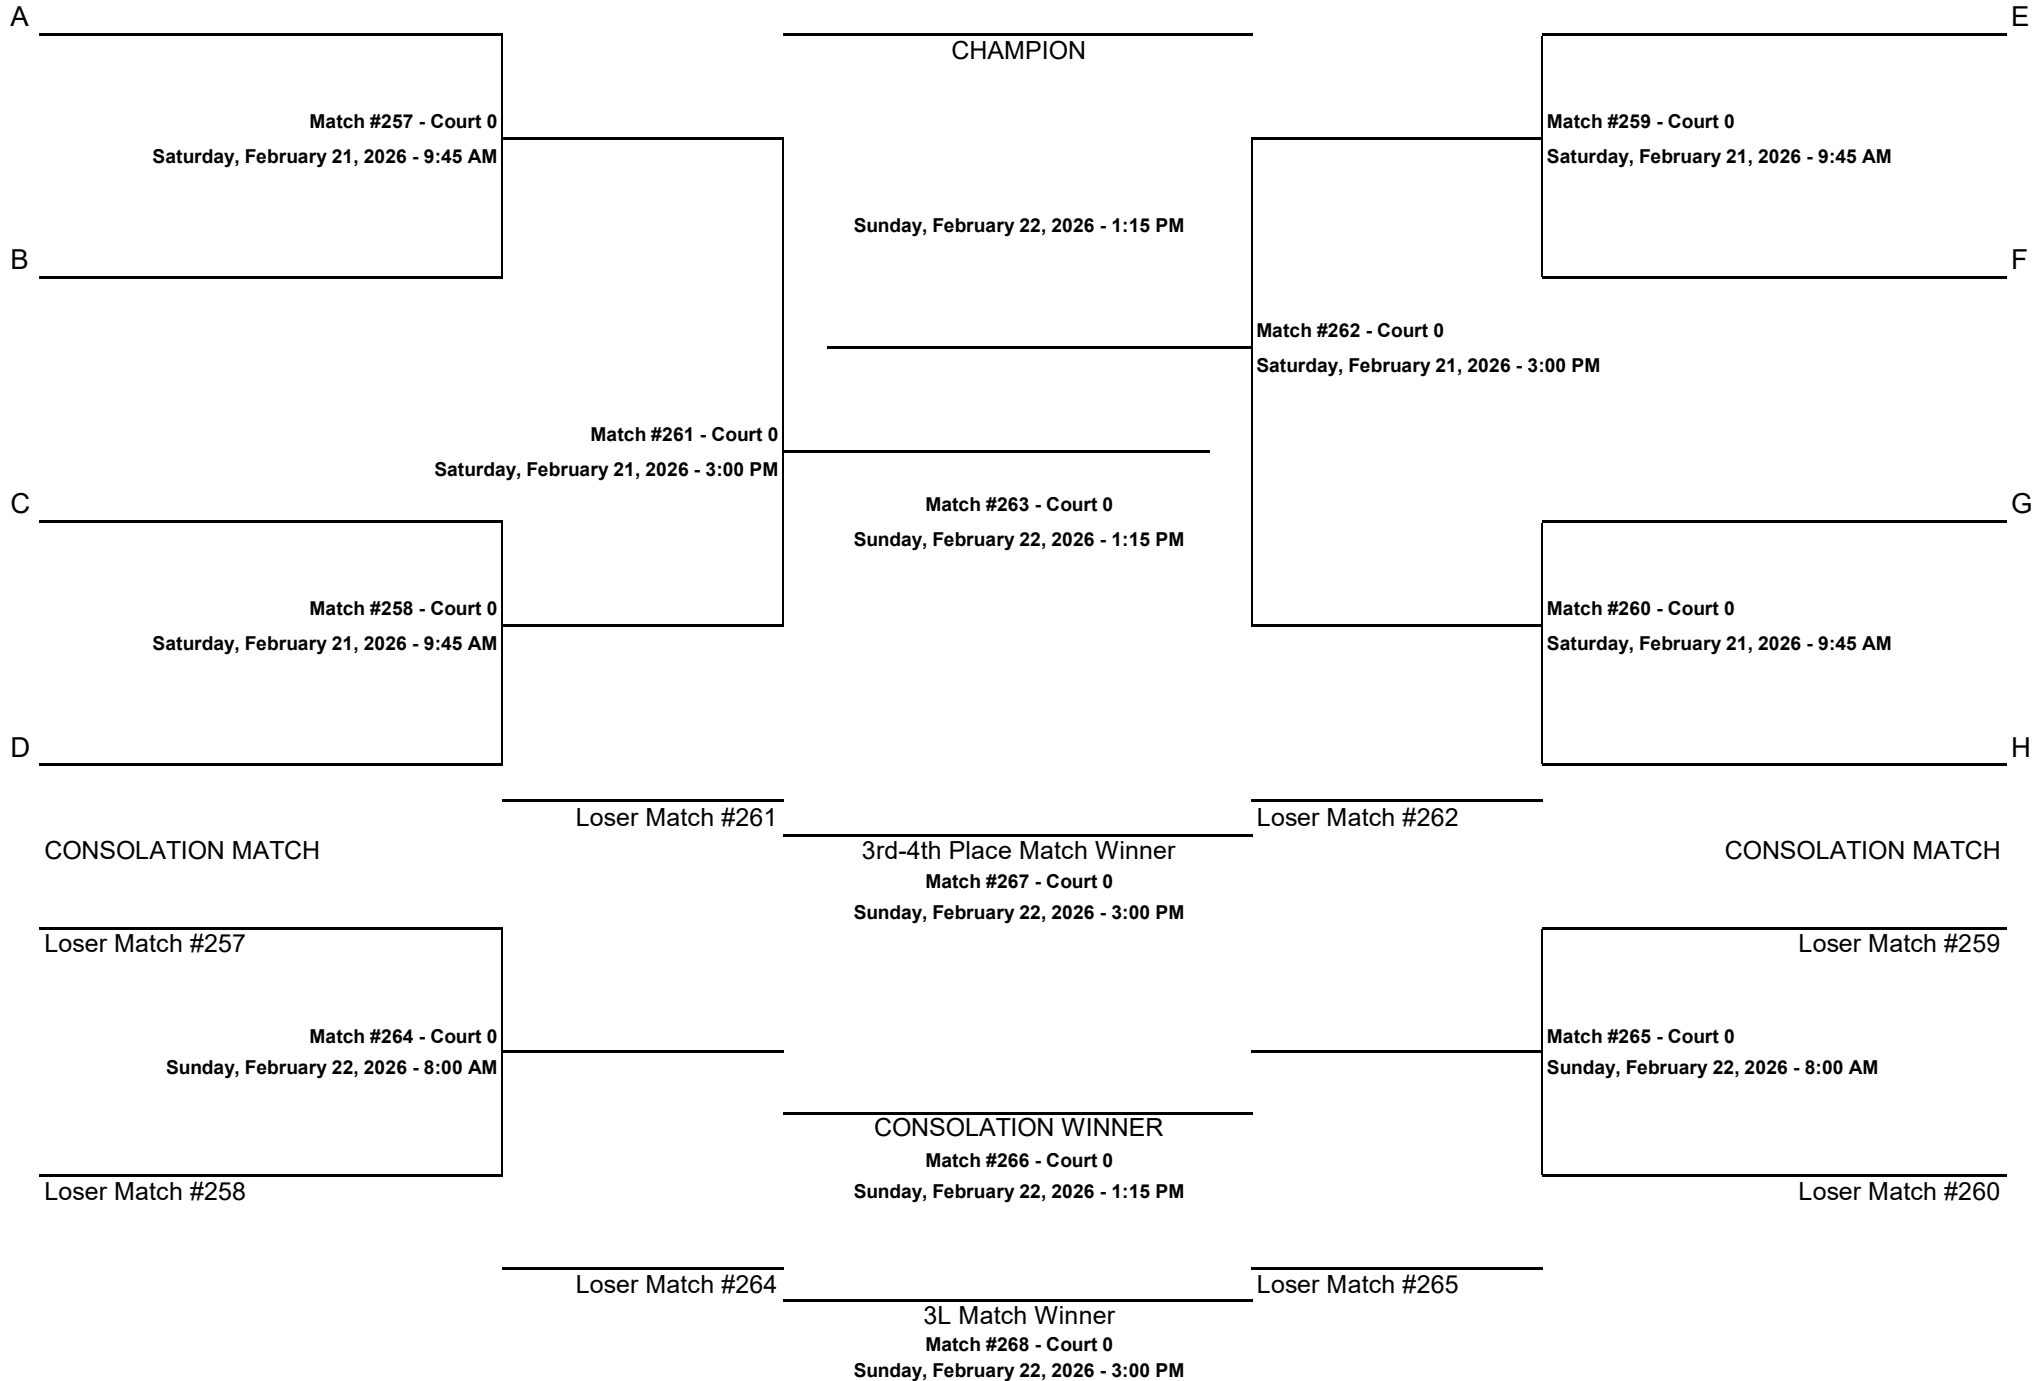 A
E
CHAMPION
Match #257 - Court 0
Match #259 - Court 0
Saturday, February 21, 2026 - 9:45 AM
Saturday, February 21, 2026 - 9:45 AM
Sunday, February 22, 2026 - 1:15 PM
B
F
Match #262 - Court 0
Saturday, February 21, 2026 - 3:00 PM
Match #261 - Court 0
Saturday, February 21, 2026 - 3:00 PM
C
G
Match #263 - Court 0
Sunday, February 22, 2026 - 1:15 PM
Match #258 - Court 0
Match #260 - Court 0
Saturday, February 21, 2026 - 9:45 AM
Saturday, February 21, 2026 - 9:45 AM
D
H
Loser Match #261
Loser Match #262
CONSOLATION MATCH
3rd-4th Place Match Winner
CONSOLATION MATCH
Match #267 - Court 0
Sunday, February 22, 2026 - 3:00 PM
Loser Match #257
Loser Match #259
Match #264 - Court 0
Match #265 - Court 0
Sunday, February 22, 2026 - 8:00 AM
Sunday, February 22, 2026 - 8:00 AM
CONSOLATION WINNER
Match #266 - Court 0
Sunday, February 22, 2026 - 1:15 PM
Loser Match #258
Loser Match #260
Loser Match #264
Loser Match #265
3L Match Winner
Match #268 - Court 0
Sunday, February 22, 2026 - 3:00 PM